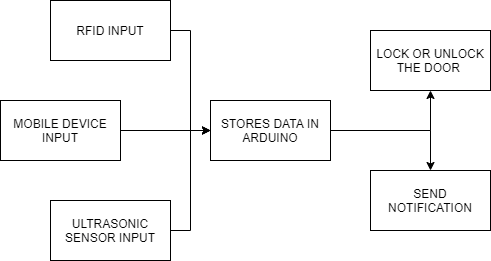 RFID INPUT
MOBILE DEVICE
INPUT
ULTRASONIC
SENSOR INPUT
STORES DATA IN
ARDUINO
LOCK OR UNLOCK
THE DOOR
SEND
NOTIFICATION